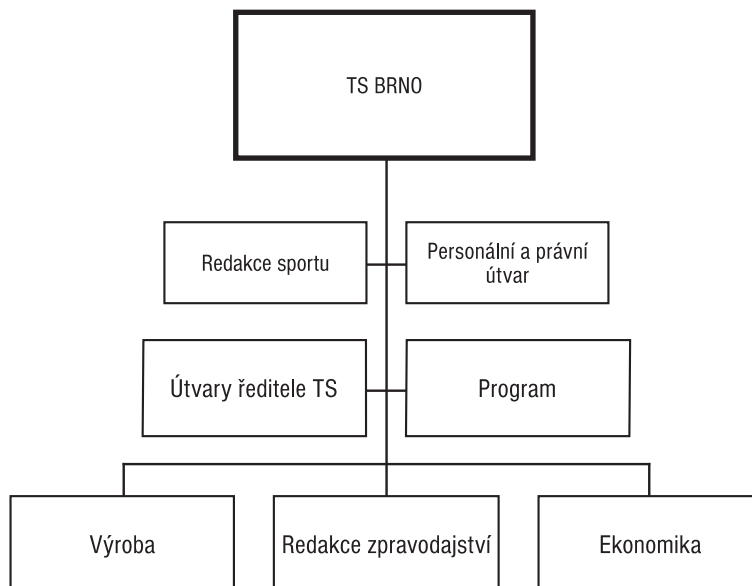 TS BRNO
Redakce sportu
Personální a právní
útvar
Útvary ředitele TS
Program
Výroba
Redakce zpravodajství
Ekonomika